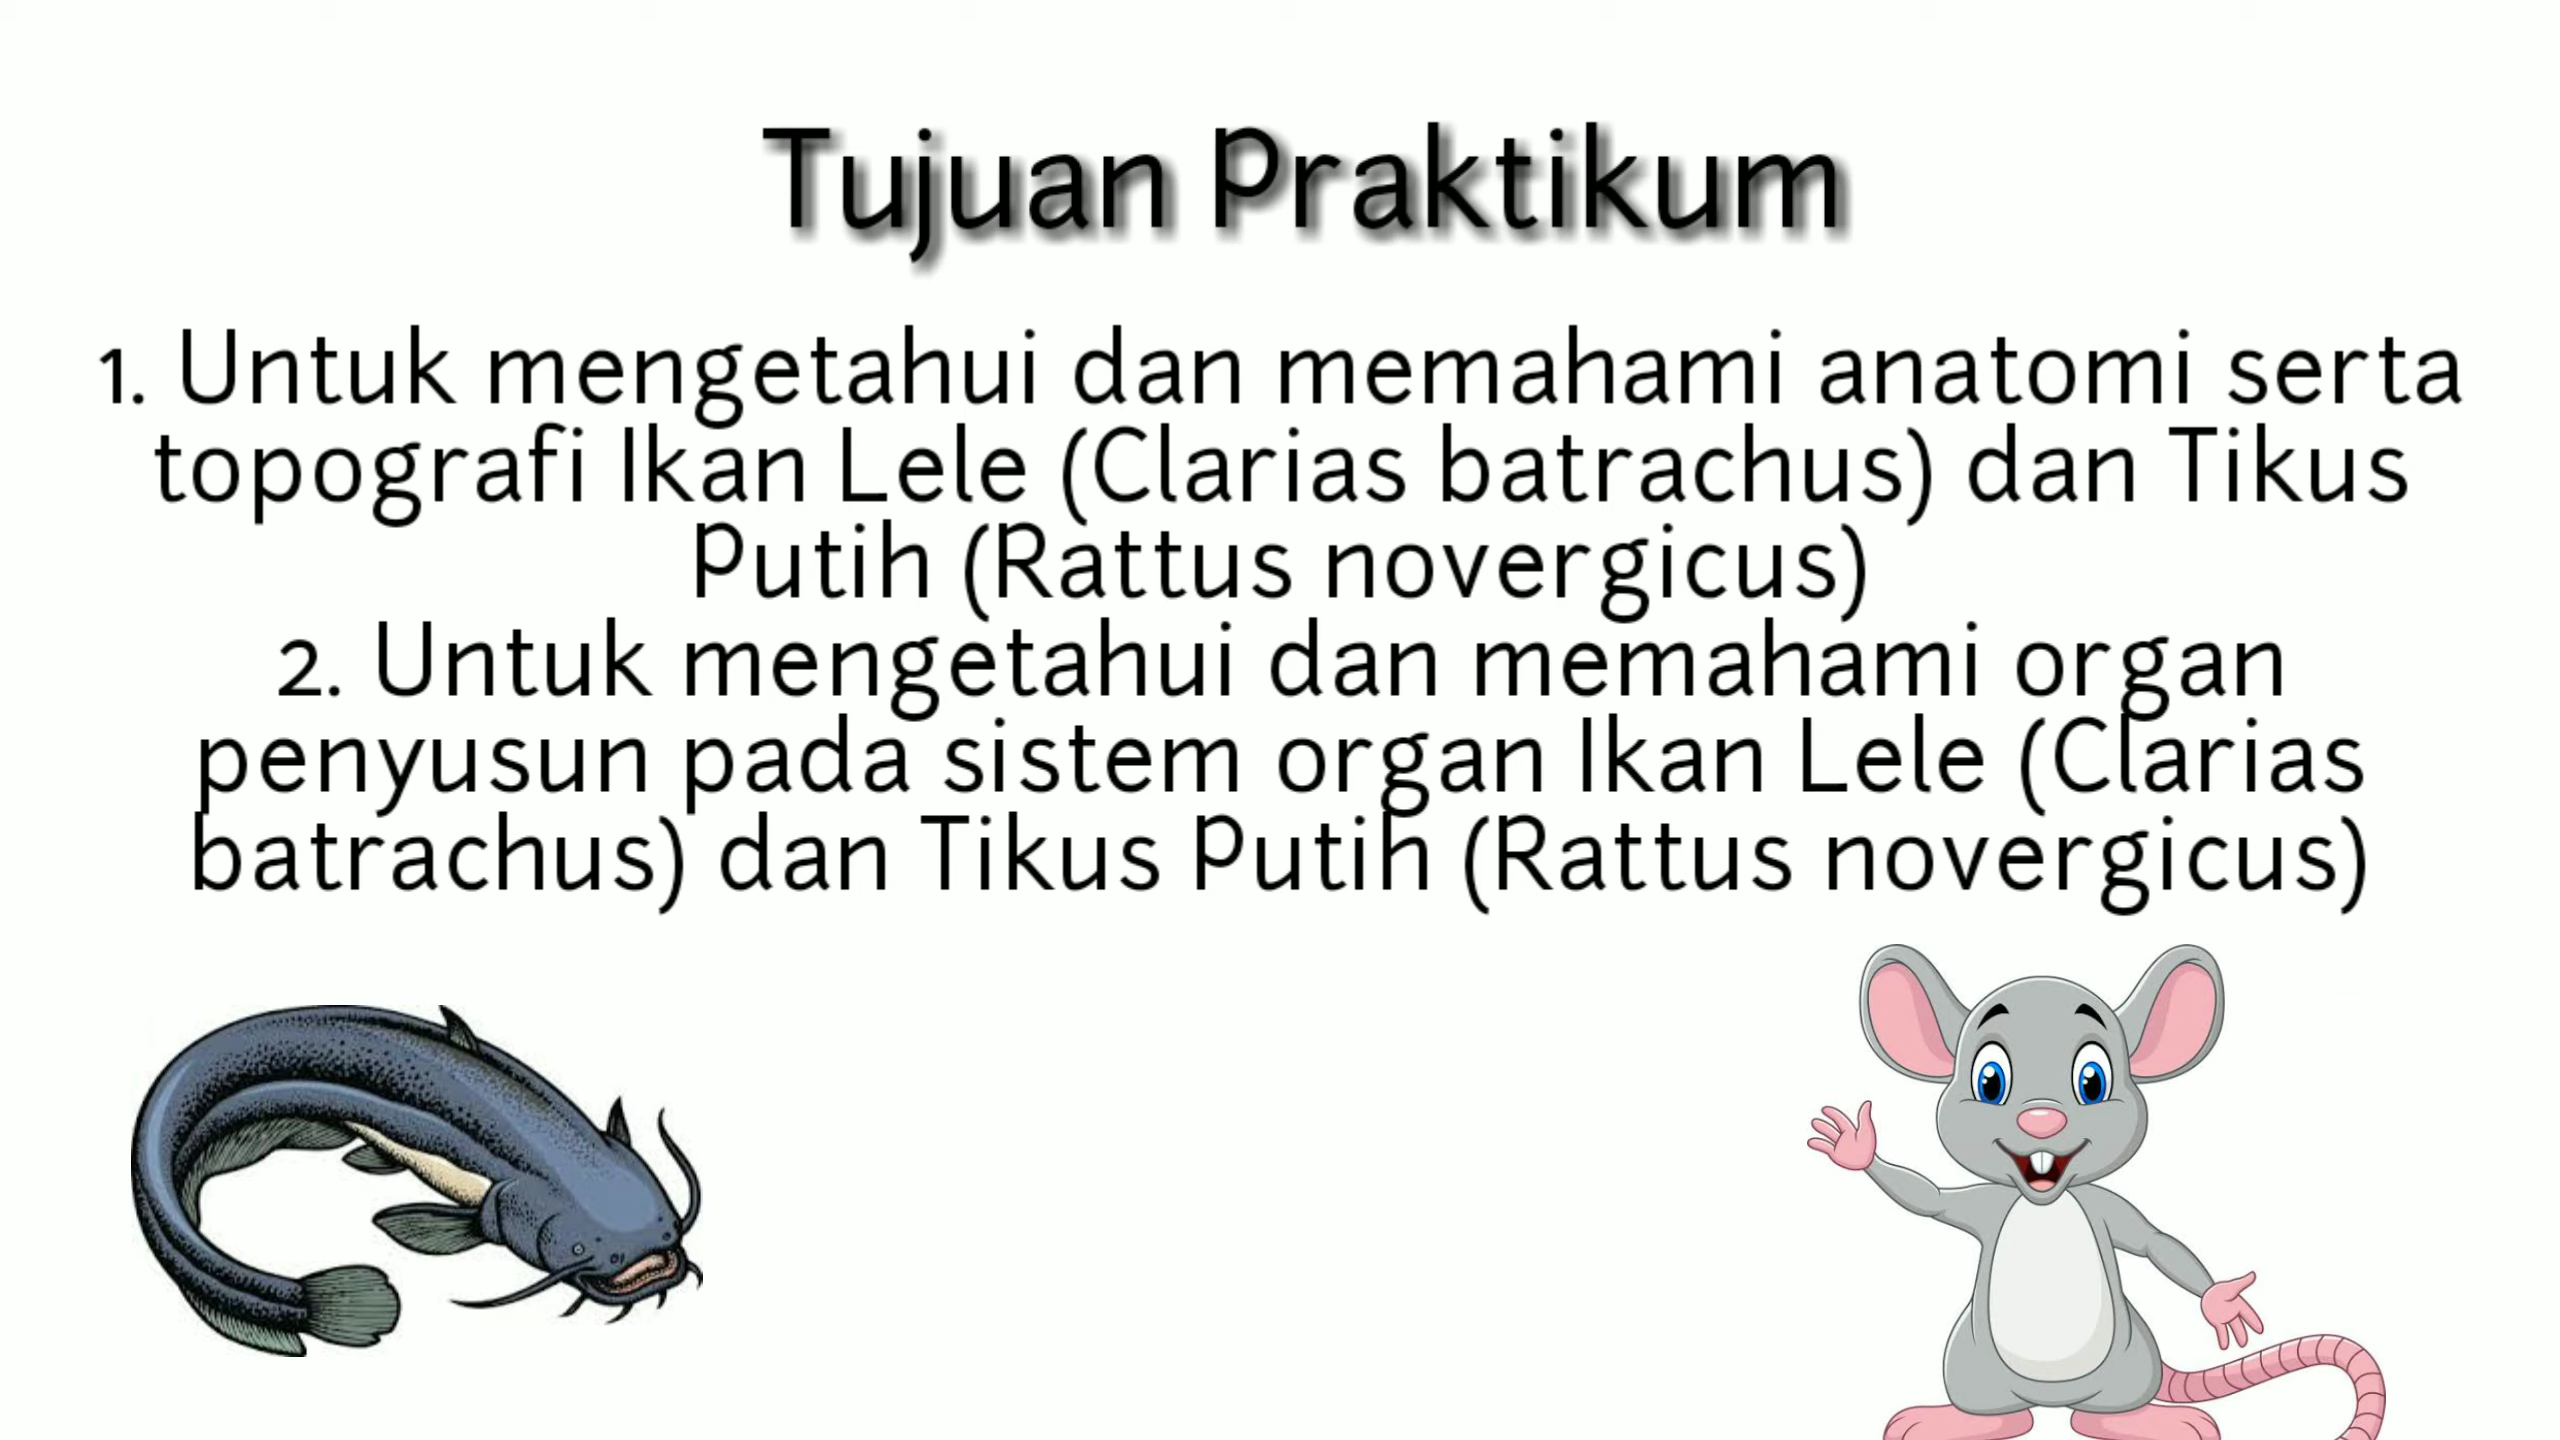 Tujuan Praktikum
1. Untuk mengetahui dan memahami anatomi serta
topografi Ikan Lele (Clarias batrachus) dan Tikus
Putih (Rattus novergicus)
2. Untuk mengetahui dan memahami organ
penyusun pada sistem organ Ikan Lele (Clarias
batrachus) dan Tikus Putih (Rattus novergicus)